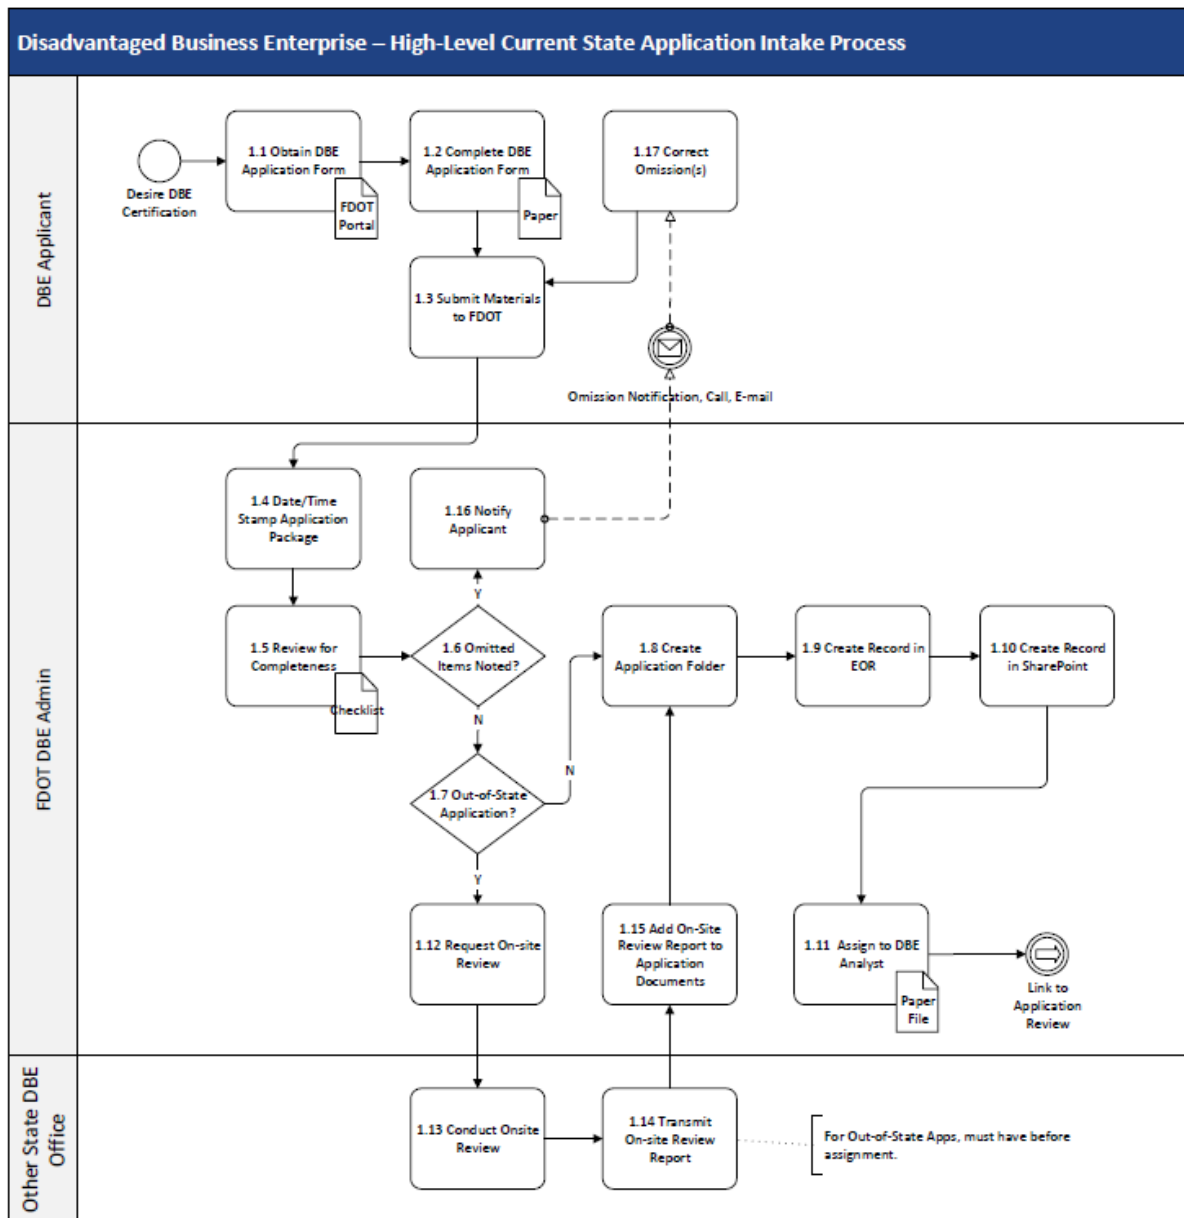 Disadvantaged Business Enterprise – High-Level Current State Application Intake Process
DBE Applicant
Desire DBE
Certification
1.1 Obtain DBE
Application Form
FDOT
Portal
1.2 Complete DBE
Application Form
Paper
1.17 Correct
Omission(s)
1.3 Submit Materials
to FDOT
Omission Notification, Call, E-mail
FDOT DBE Admin
1.4 Date/Time
Stamp Application
Package
1.16 Notify
Applicant
Y
1.5 Review for
Completeness
Checklist
1.6 Omitted
Items Noted?
N
1.8 Create
Application Folder
1.9 Create Record in
EOR
1.10 Create Record
in SharePoint
1.7 Out-of-State
Application?
N
Y
1.12 Request On-site
Review
1.15 Add On-Site
Review Report to
Application
Documents
1.11 Assign to DBE
Analyst
Paper
File
Link to
Application
Review
Other State DBE
Office
1.13 Conduct Onsite
Review
1.14 Transmit
On-site Review
Report
For Out-of-State Apps, must have before
assignment.